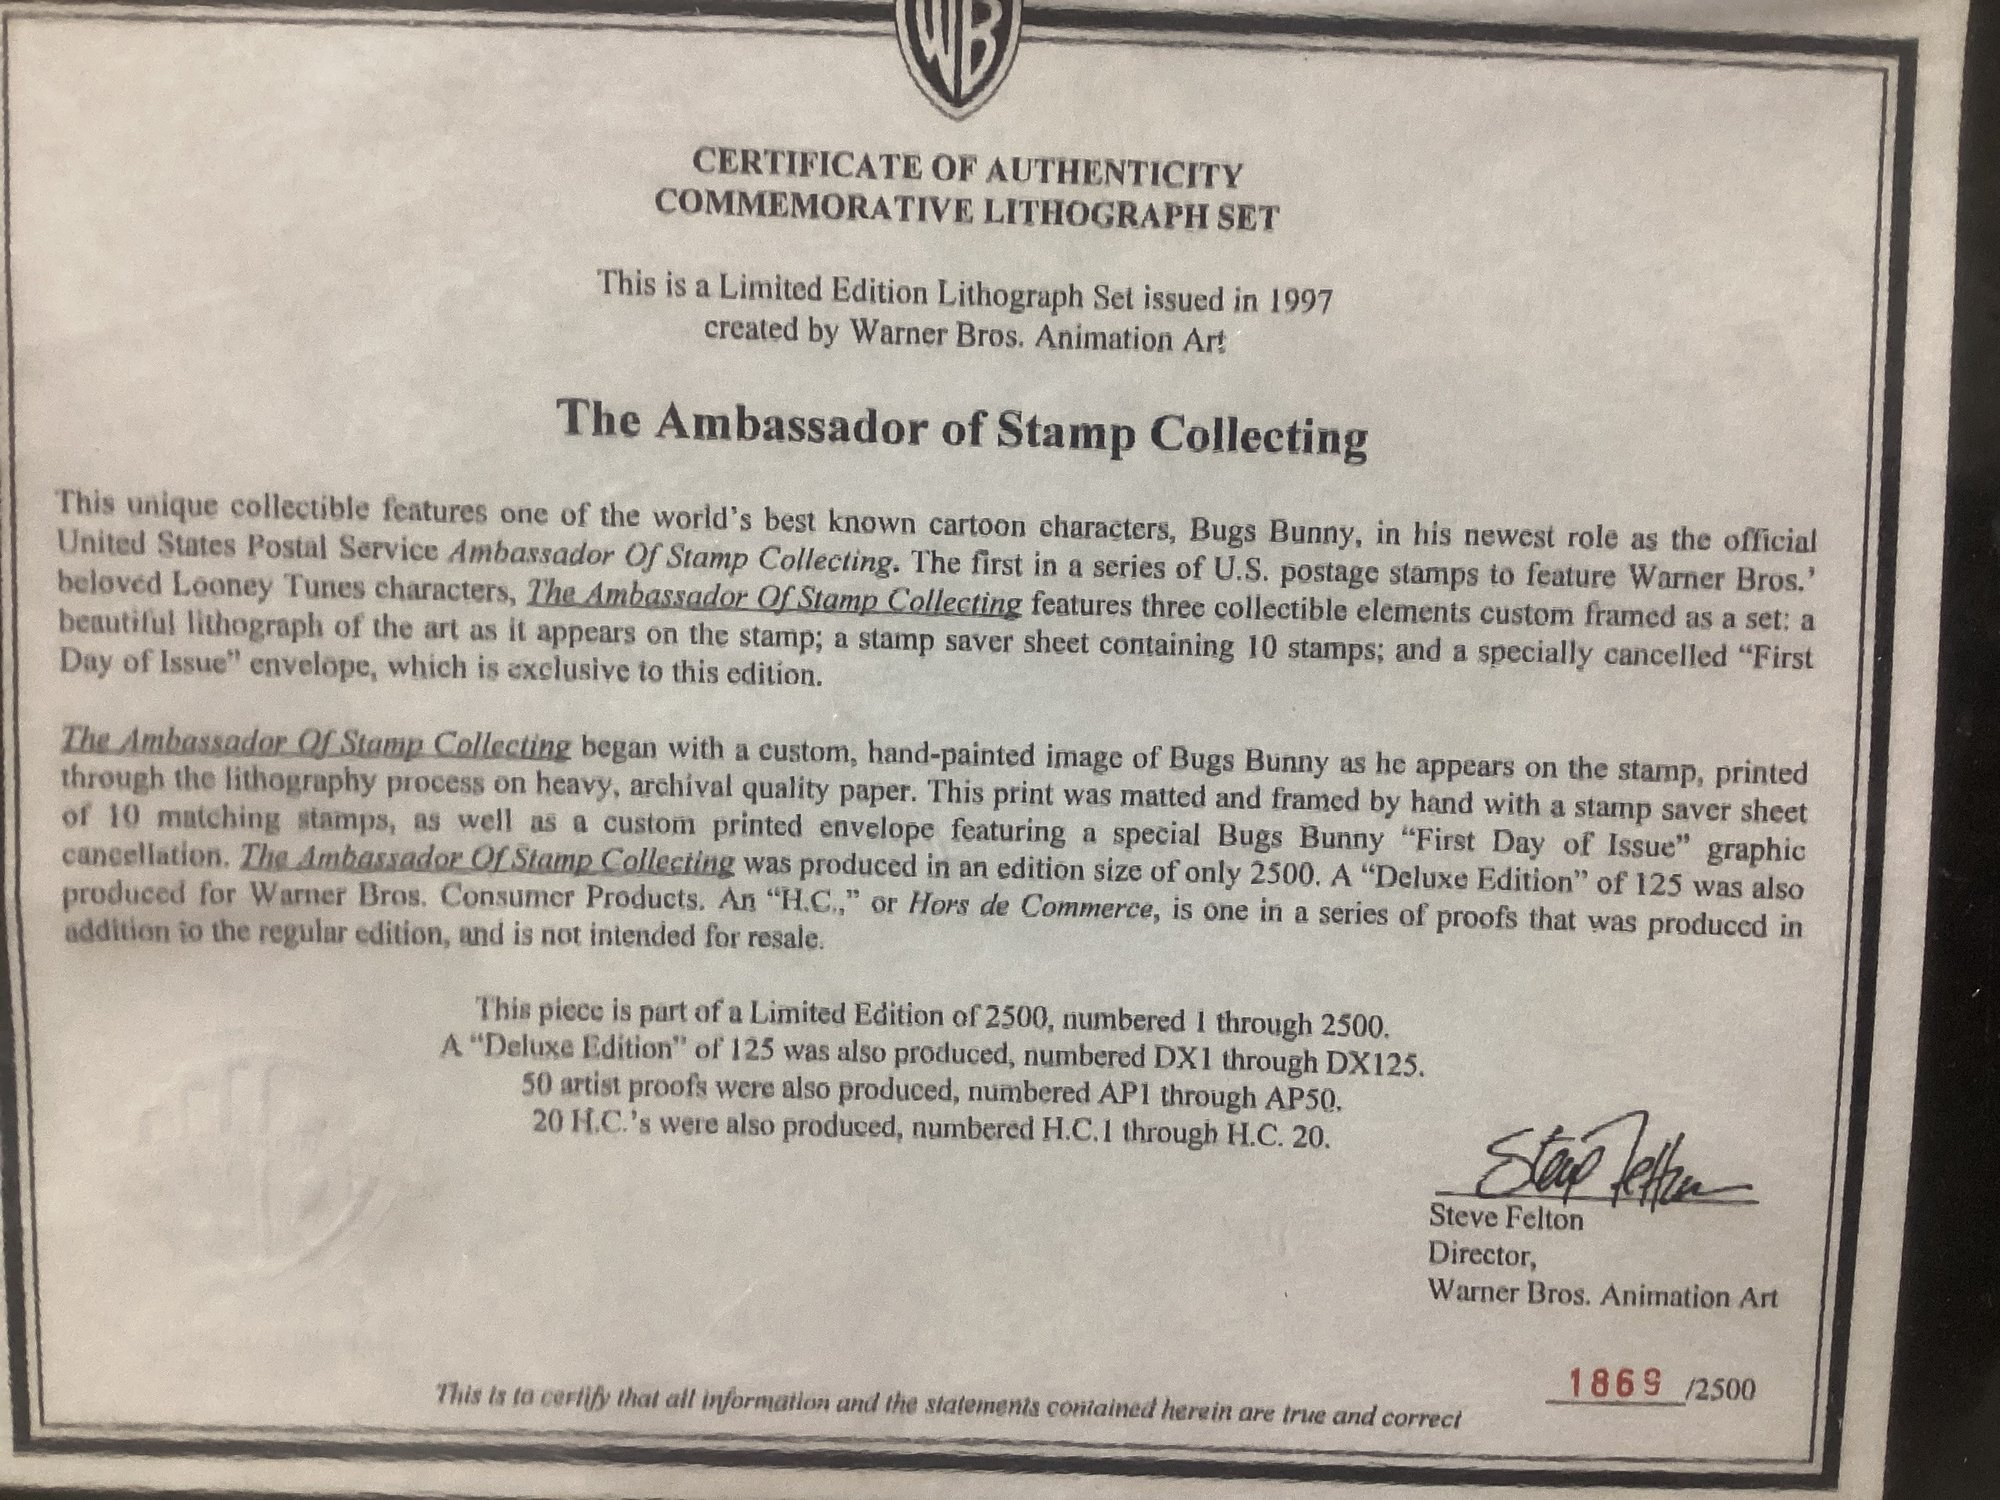 WB
CERTIFICATE OF AUTHENTICITY
COMMEMORATIVE LITHOGRAPH SET
This is a Limited Edition Lithograph Set issued in 1997
created by Warner Bros. Animation Art
The Ambassador of Stamp Collecting
This unique collectible features one of the world's best known cartoon characters, Bugs Bunny, in his newest role as the official
United States Postal Service Ambassador Of Stamp Collecting. The first in a series of U.S. postage stamps to feature Warner Bros.'
beloved Looney Tunes characters, The Ambassador Of Stamp Collecting features three collectible elements custom framed as a set: a
beautiful lithograph of the art as it appears on the stamp; a stamp saver sheet containing 10 stamps; and a specially cancelled "First
Day of Issue" envelope, which is exclusive to this edition.
The Ambassador Of Stamp Collecting began with a custom, hand-painted image of Bugs Bunny as he appears on the stamp, printed
through the lithography process on heavy, archival quality paper. This print was matted and framed by hand with a stamp saver sheet
of 10 matching stamps, as well as a custom printed envelope featuring a special Bugs Bunny "First Day of Issue" graphic
cancellation. The Ambassador Of Stamp Collecting was produced in an edition size of only 2500. A "Deluxe Edition" of 125 was also
produced for Warner Bros. Consumer Products. An "H.C.," or Hors de Commerce, is one in a series of proofs that was produced in
addition to the regular edition, and is not intended for resale.
This piece is part of a Limited Edition of 2500, numbered 1 through 2500.
A "Deluxe Edition" of 125 was also produced, numbered DX1 through DX125.
50 artist proofs were also produced, numbered AP1 through AP50.
20 H.C.'s were also produced, numbered H.C.1 through H.C. 20.
Steve Felton
Steve Felton
Director,
Warner Bros. Animation Art
1869 /2500
This is to certify that all information and the statements contained herein are true and correct